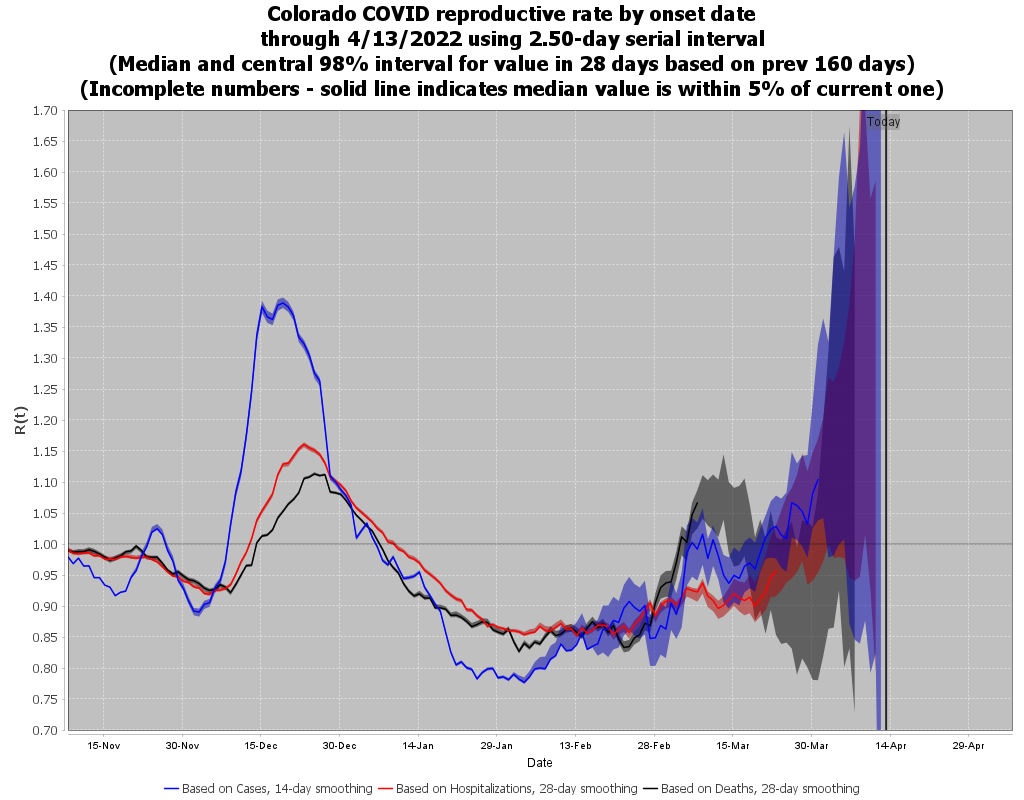 Colorado COVID reproductive rate by onset date
through 4/13/2022 using 2.50-day serial interval
(Median and central 98% interval for value in 28 days based on prev 160 days)
(Incomplete numbers - solid line indicates median value is within 5% of current one)
1.70
Today
1.65
1.60
1.55
1.50
1.45
1.40
1.35
1.30
1.25
1.20
1.15
1.10
1.05
1.00
0.95
0.90
0.85
0.80
0.75
0.70
R(t)
15-Nov 30-Nov 15-Dec 30-Dec 14-Jan 29-Jan 13-Feb 28-Feb 15-Mar 30-Mar 14-Apr 29-Apr
Date
Based on Cases, 14-day smoothing Based on Hospitalizations, 28-day smoothing Based on Deaths, 28-day smoothing